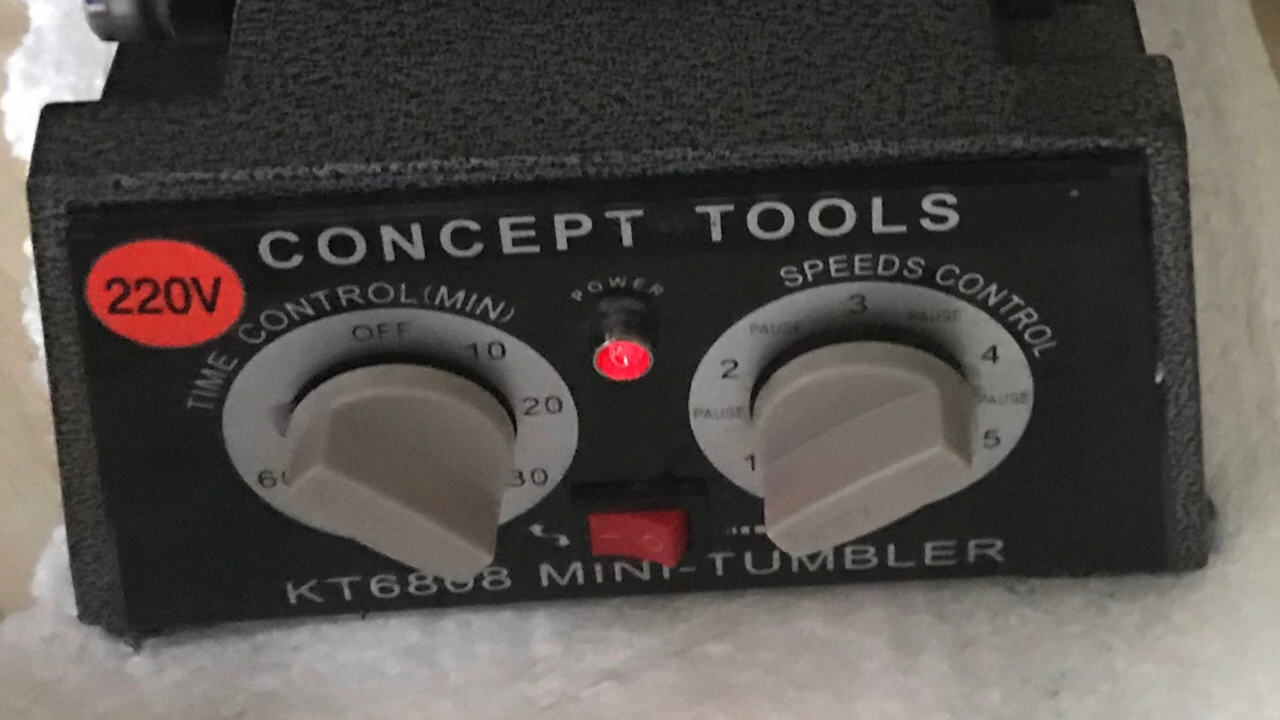 CONCEPT TOOLS
220V
TIME CONTROL(MIN)
POWER
SPEEDS CONTROL
OFF
10
20
30
PAUSE
3
PAUSE
2
4
PAUSE
PAUSE
1
5
KT6808 MINI-TUMBLER